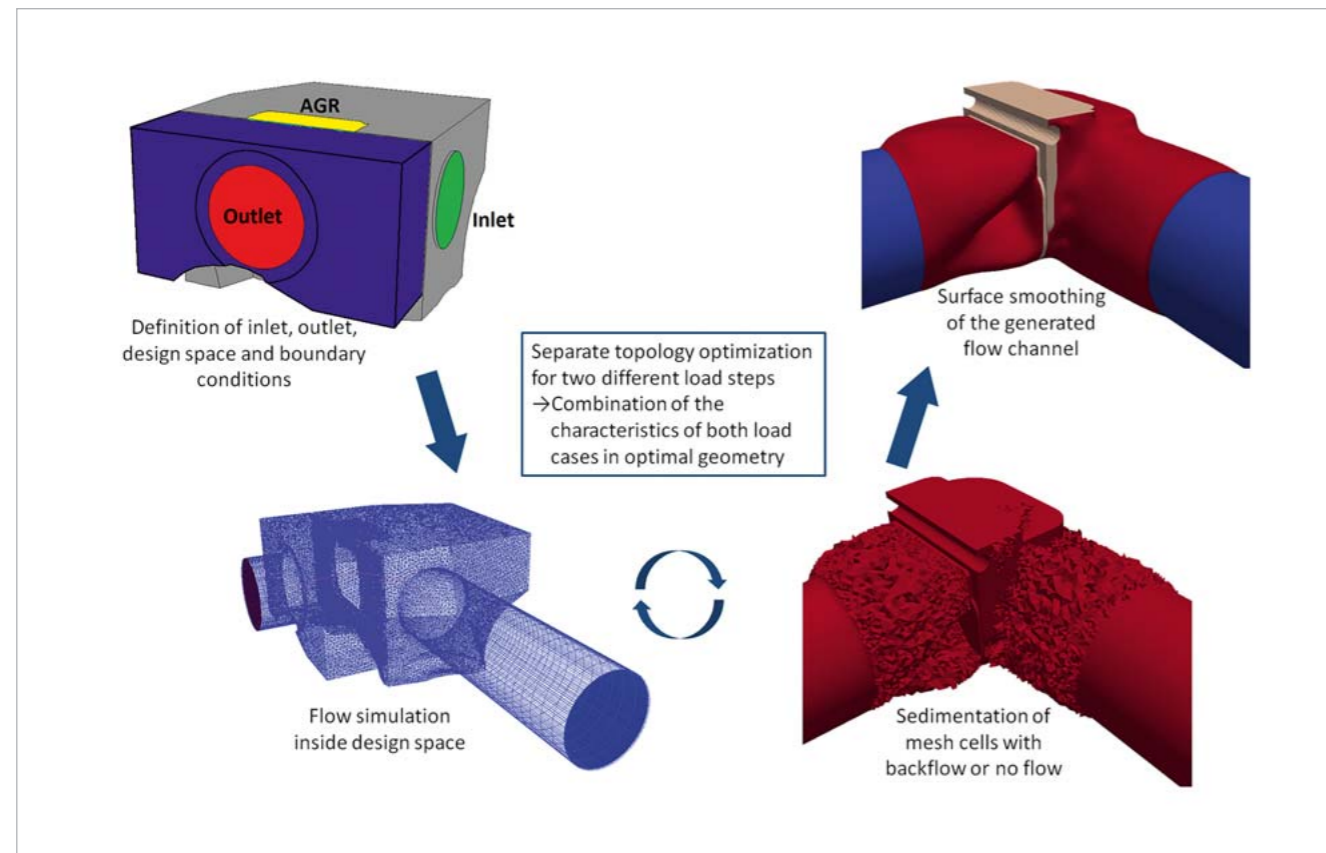 AGR
Outlet
Inlet
Definition of inlet, outlet,
design space and boundary
conditions
Separate topology optimization
for two different load steps
→Combination of the
characteristics of both load
cases in optimal geometry
Surface smoothing
of the generated
flow channel
Flow simulation
inside design space
Sedimentation of
mesh cells with
backflow or no flow